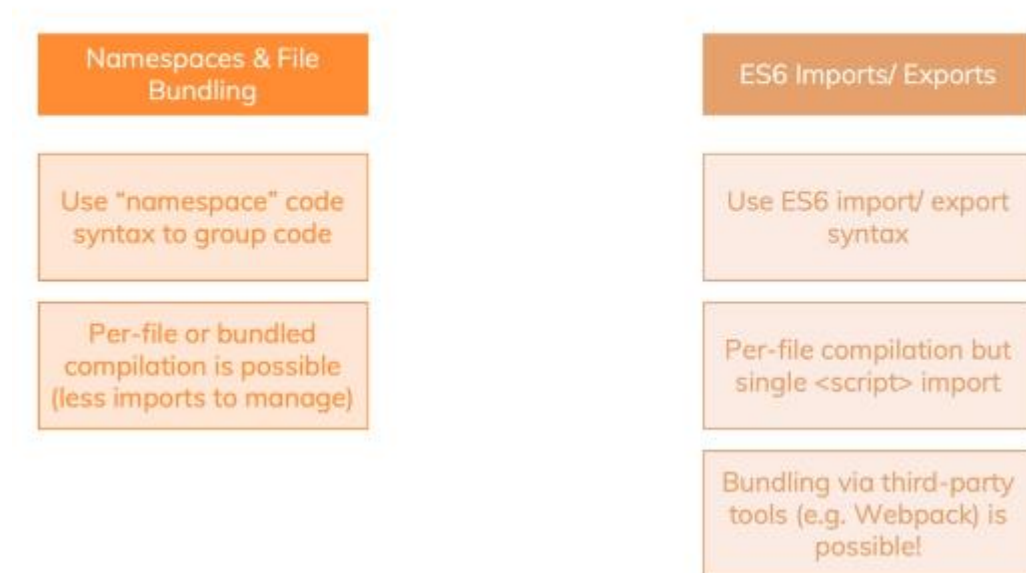 Namespaces & File
Bundling
Use “namespace” code
syntax to group code
Per-file or bundled
compilation is possible
(less imports to manage)
ES6 Imports/ Exports
Use ES6 import/ export
syntax
Per-file compilation but
single <script> import
Bundling via third-party
tools (e.g. Webpack) is
possible!